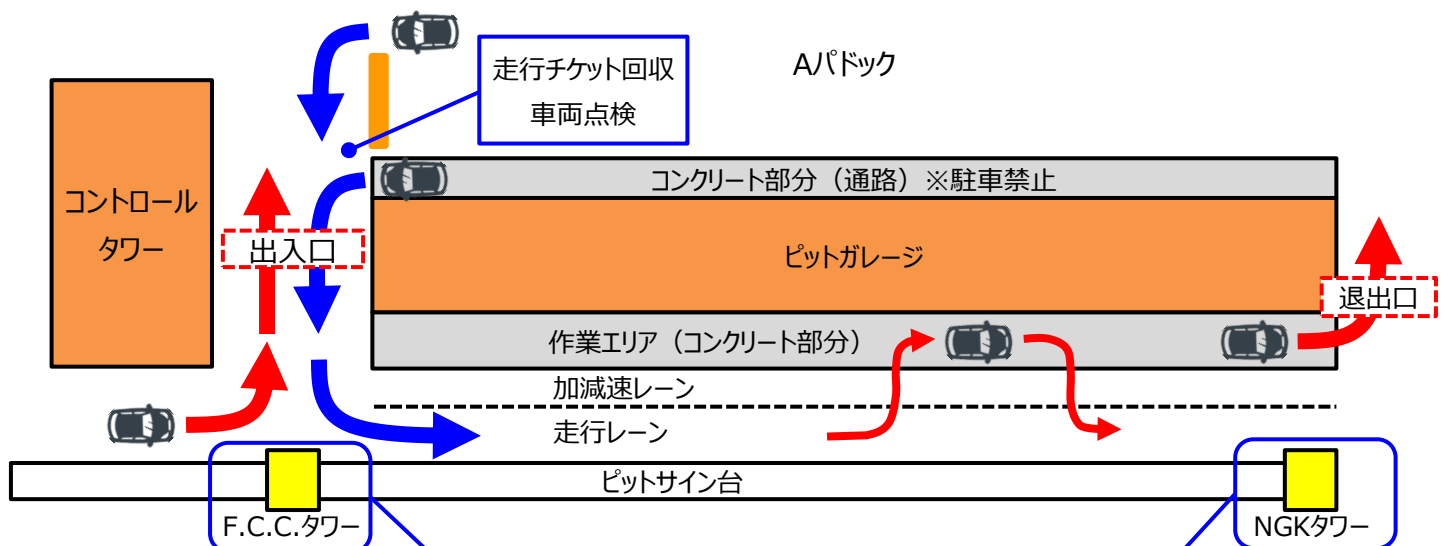 走行チケット回収
車両点検
Aパドック
コントロール
タワー
コンクリート部分（通路）※駐車禁止
出入口
ピットガレージ
退出口
作業エリア（コンクリート部分）
加減速レーン
走行レーン
ピットサイン台
F.C.C.タワー
NGKタワー